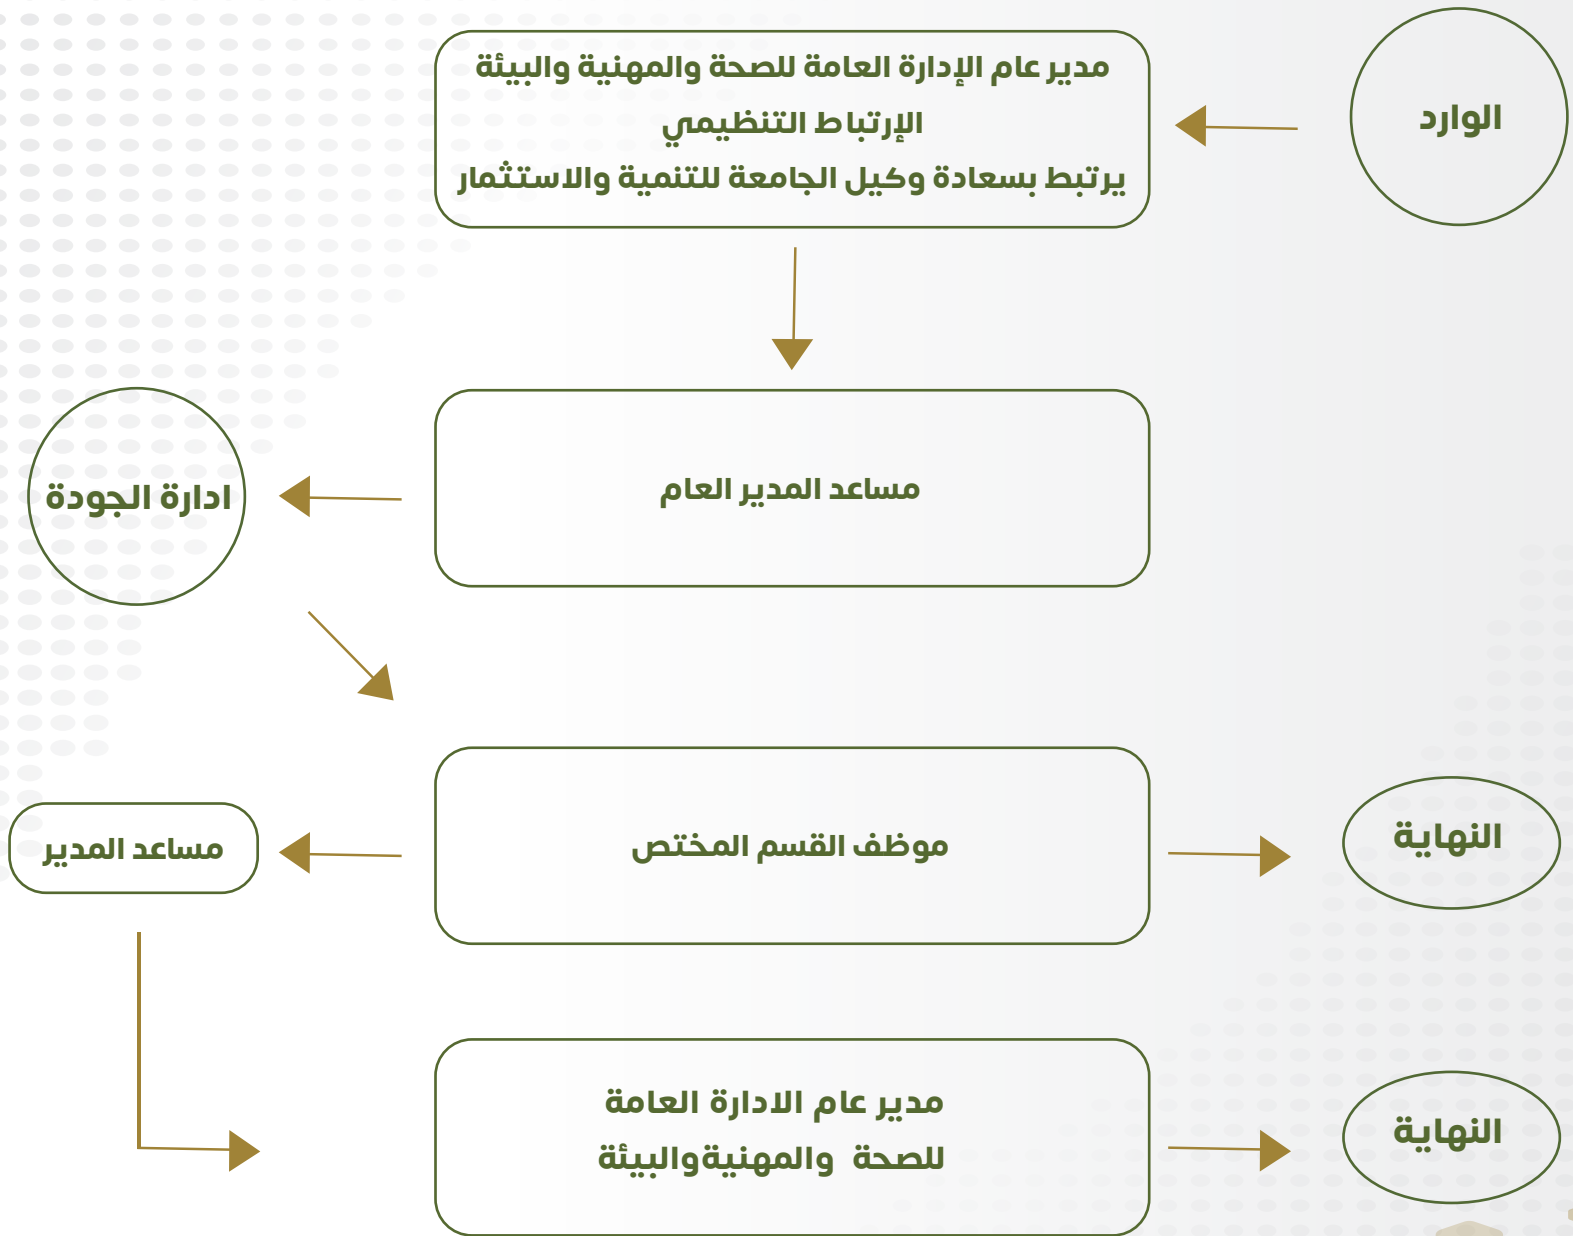 الوارد
مدير عام الإدارة العامة للصحة والمهنية والبيئة
الإرتباط التنظيمي
يرتبط بسعادة وكيل الجامعة للتنمية والاستثمار
مساعد المدير العام
ادارة الجودة
النهاية
موظف القسم المختص
مساعد المدير
النهاية
مدير عام الادارة العامة
للصحة والمهنيةوالبيئة